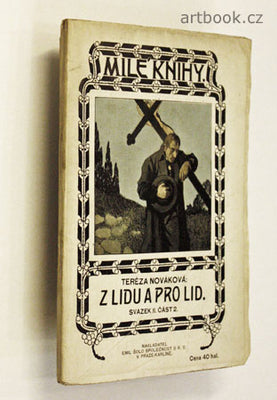 artbook.cz
MILÉ KNIHY.
TERÉZA NOVÁKOVÁ:
Z LIDU A PRO LID.
SVAZEK II. ČÁST 2.
NAKLADATEL
EMIL ŠOLC SPOLEČNOST S R. O.
V PRAZE-KARLÍNĚ.
Cena 40 hal.